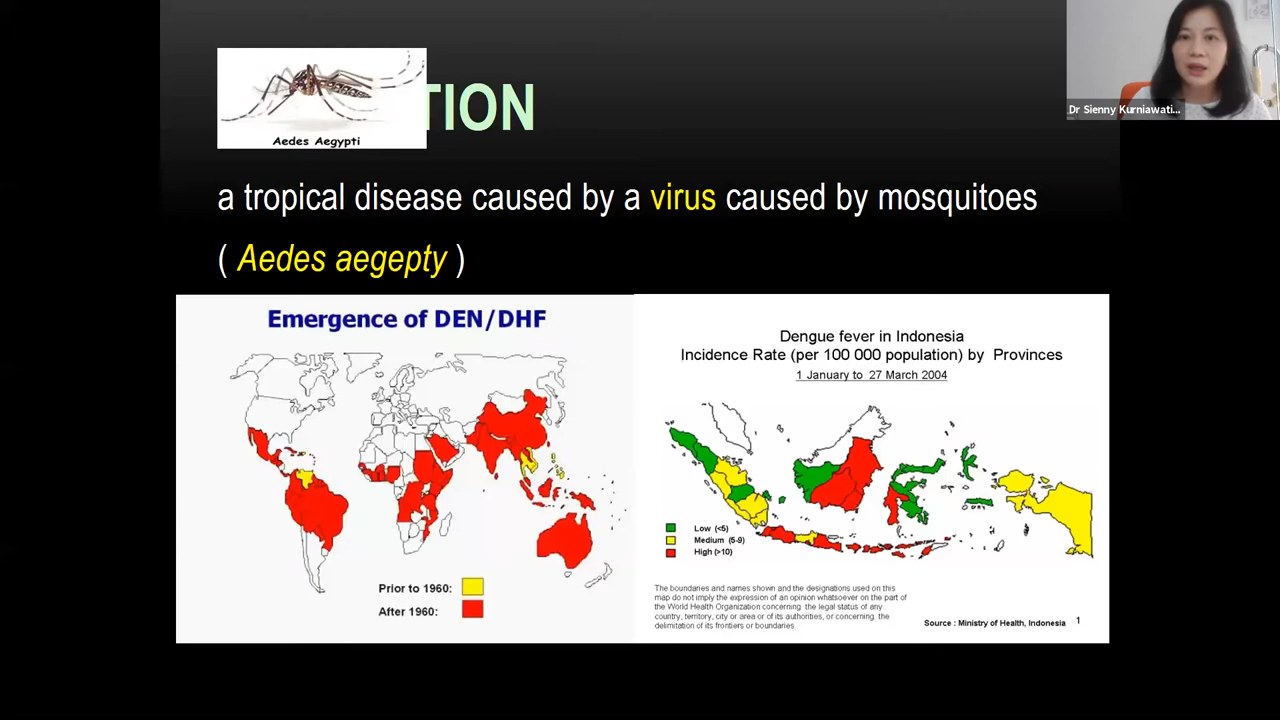 TION
Aedes Aegypti
Dr Sienny Kurniawati...
a tropical disease caused by a virus caused by mosquitoes
( Aedes aegepty )
Emergence of DEN/DHF
Prior to 1960:
After 1960:
Dengue fever in Indonesia
Incidence Rate (per 100 000 population) by Provinces
1 January to 27 March 2004
Low (<5)
Medium (5-9)
High (>10)
The boundaries and names shown and the designations used on this
map do not imply the expression of an opinion whatsoever on the part of
the World Health Organization concerning the legal status of any
country, territory, city or area or of its authorities, or concerning the
delimitation of its frontiers or boundaries.
Source : Ministry of Health, Indonesia
1